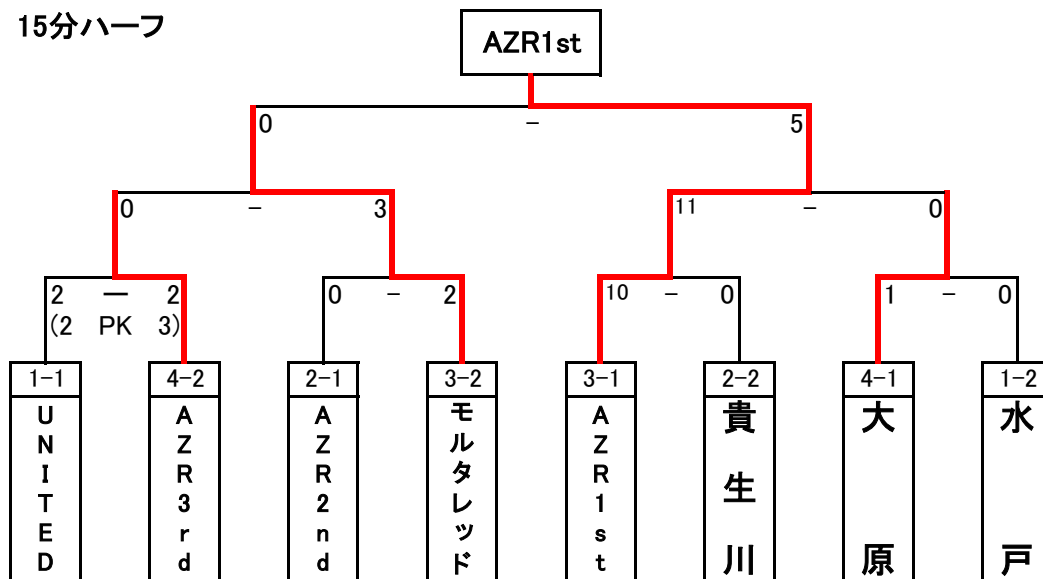 15分ハーフ
AZR1st
0 − 5
0 − 3
11 − 0
2 ー 2
(2 PK 3)
0 − 2
10 − 0
1 − 0
1−1
4−2
2−1
3−2
3−1
2−2
4−1
1−2
UNITED
AZR3rd
AZR2nd
モルタレッド
AZR1st
貴生川
大原
水戸